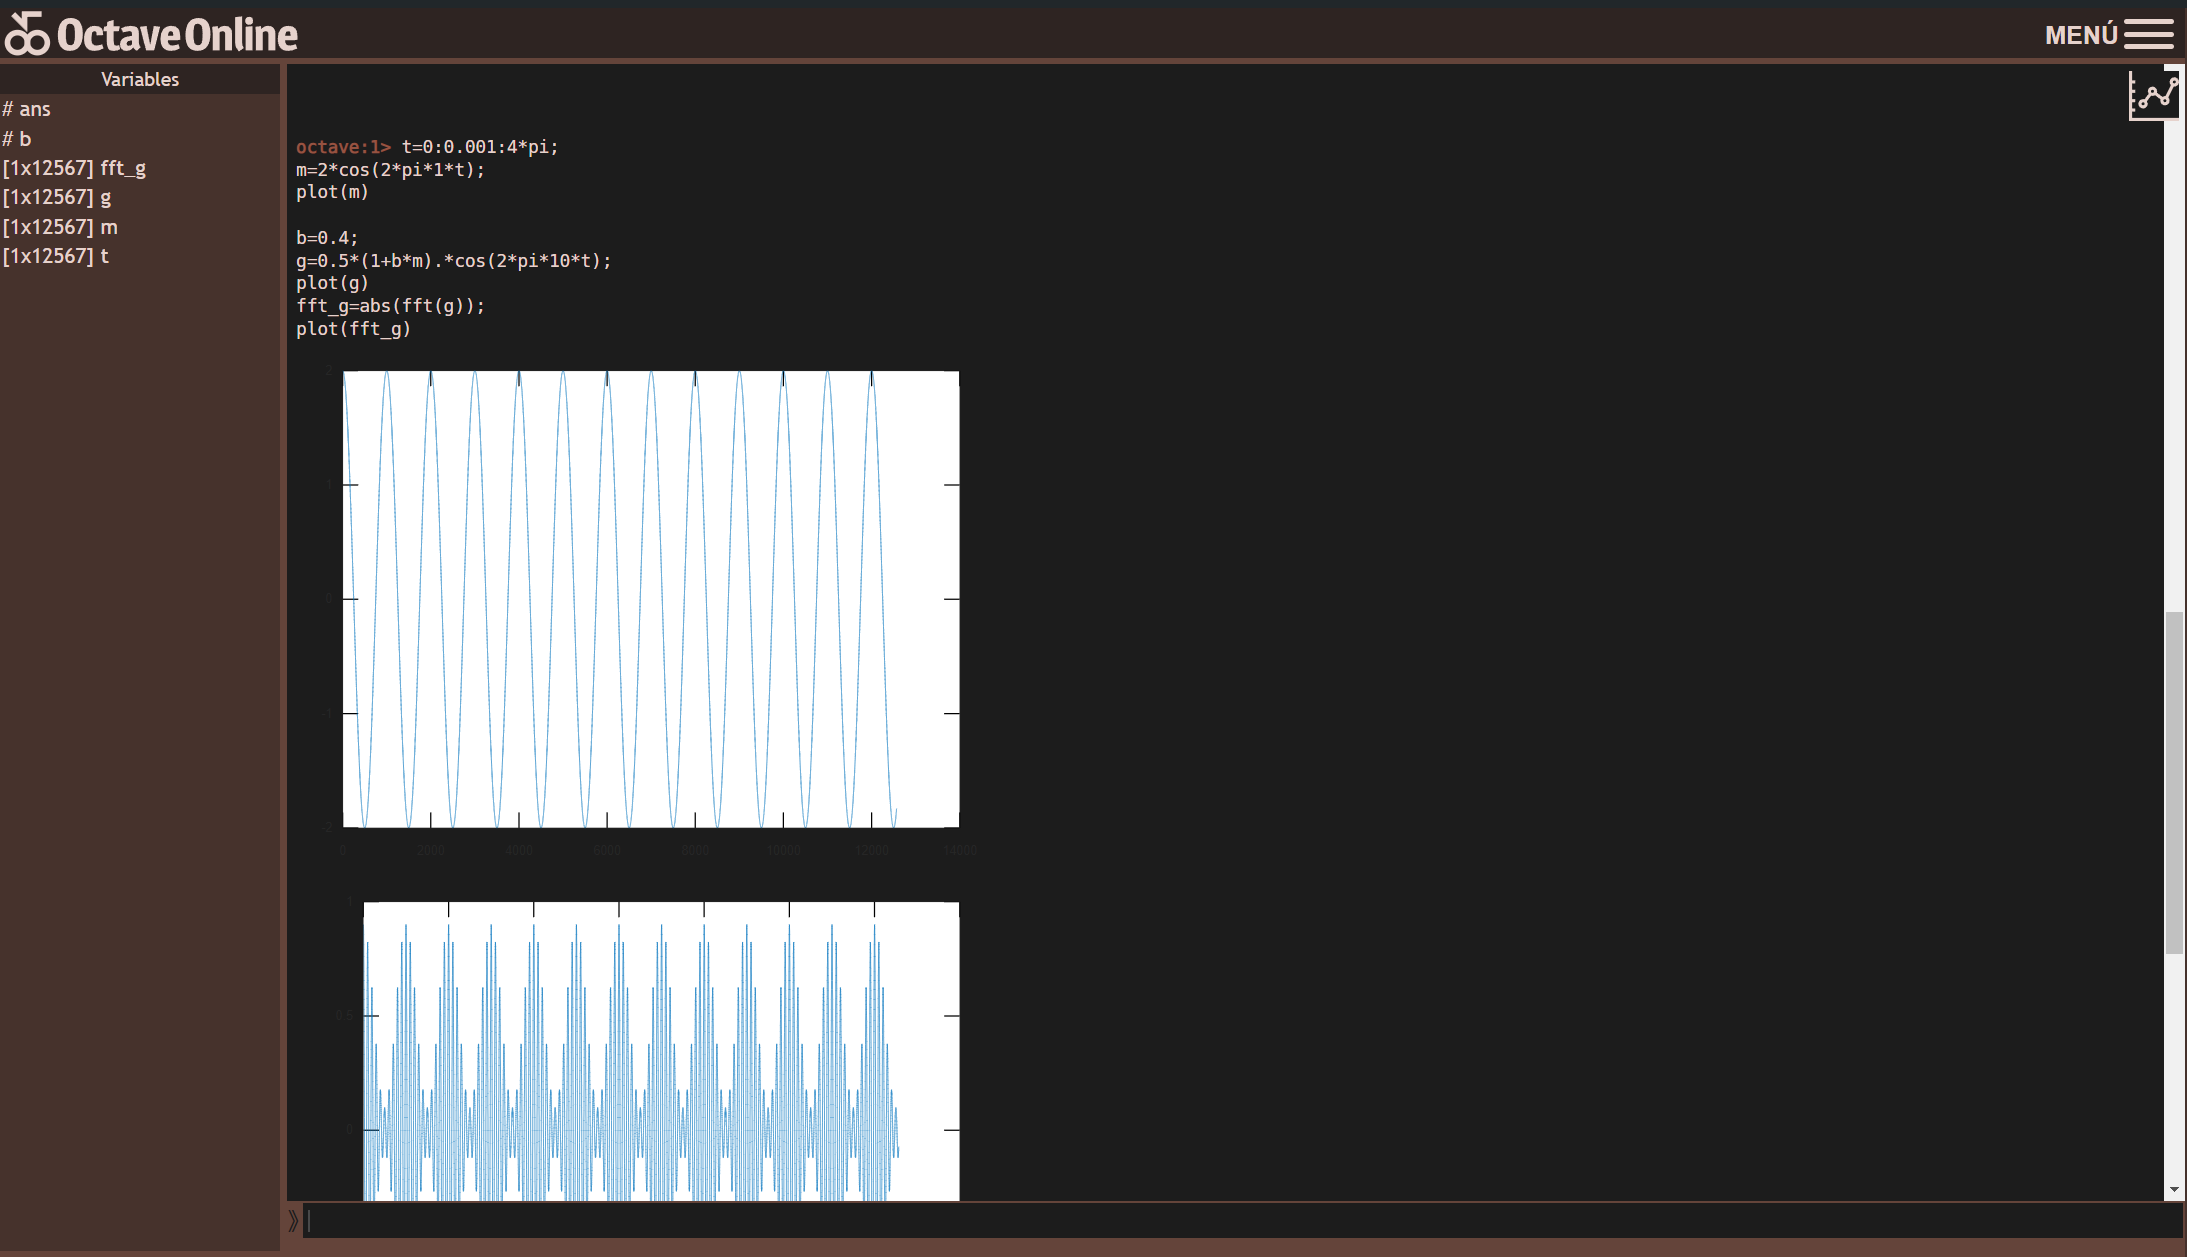 Octave Online
MENÚ
Variables
# ans
# b
[1x12567] fft_g
[1x12567] g
[1x12567] m
[1x12567] t
octave:1> t=0:0.001:4*pi;
m=2*cos(2*pi*1*t);
plot(m)
b=0.4;
g=0.5*(1+b*m).*cos(2*pi*10*t);
plot(g)
fft_g=abs(fft(g));
plot(fft_g)
2
1
0
-1
-2
0 2000 4000 6000 8000 10000 12000 14000
1
0.5
0
》